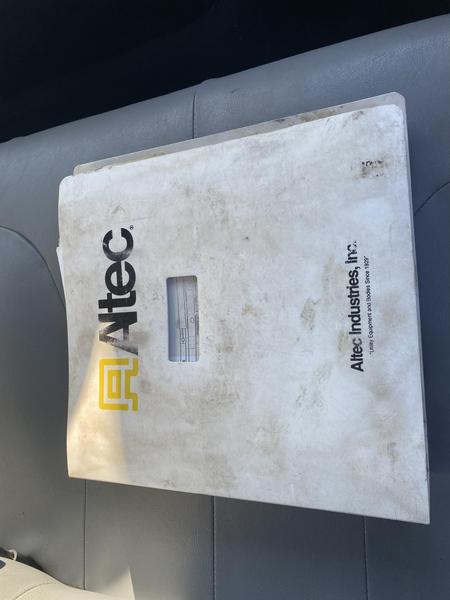 Altec®
Altec Industries, Inc.
"Utility Equipment and Bodies Since 1929"